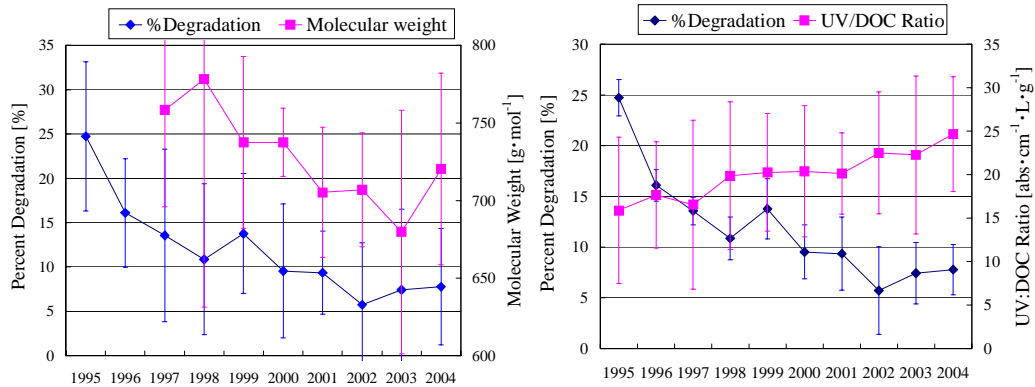 %Degradation
Molecular weight
Percent Degradation [%]
35
30
25
20
15
10
5
0
800
750
700
650
600
Molecular Weight [g·mol⁻¹]
1995 1996 1997 1998 1999 2000 2001 2002 2003 2004
%Degradation
UV/DOC Ratio
Percent Degradation [%]
30
25
20
15
10
5
0
35
30
25
20
15
10
5
0
UV:DOC Ratio [abs·cm⁻¹·L·g⁻¹]
1995 1996 1997 1998 1999 2000 2001 2002 2003 2004